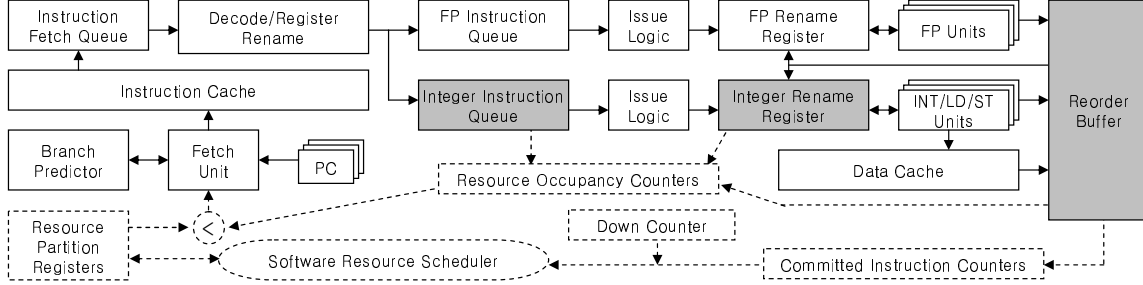 Instruction
Fetch Queue
Decode/Register
Rename
FP Instruction
Queue
Issue
Logic
FP Rename
Register
FP Units
Instruction Cache
Integer Instruction
Queue
Issue
Logic
Integer Rename
Register
INT/LD/ST
Units
Reorder
Buffer
Branch
Predictor
Fetch
Unit
PC
Resource Occupancy Counters
Data Cache
Resource
Partition
Registers
<
Down Counter
Software Resource Scheduler
Committed Instruction Counters